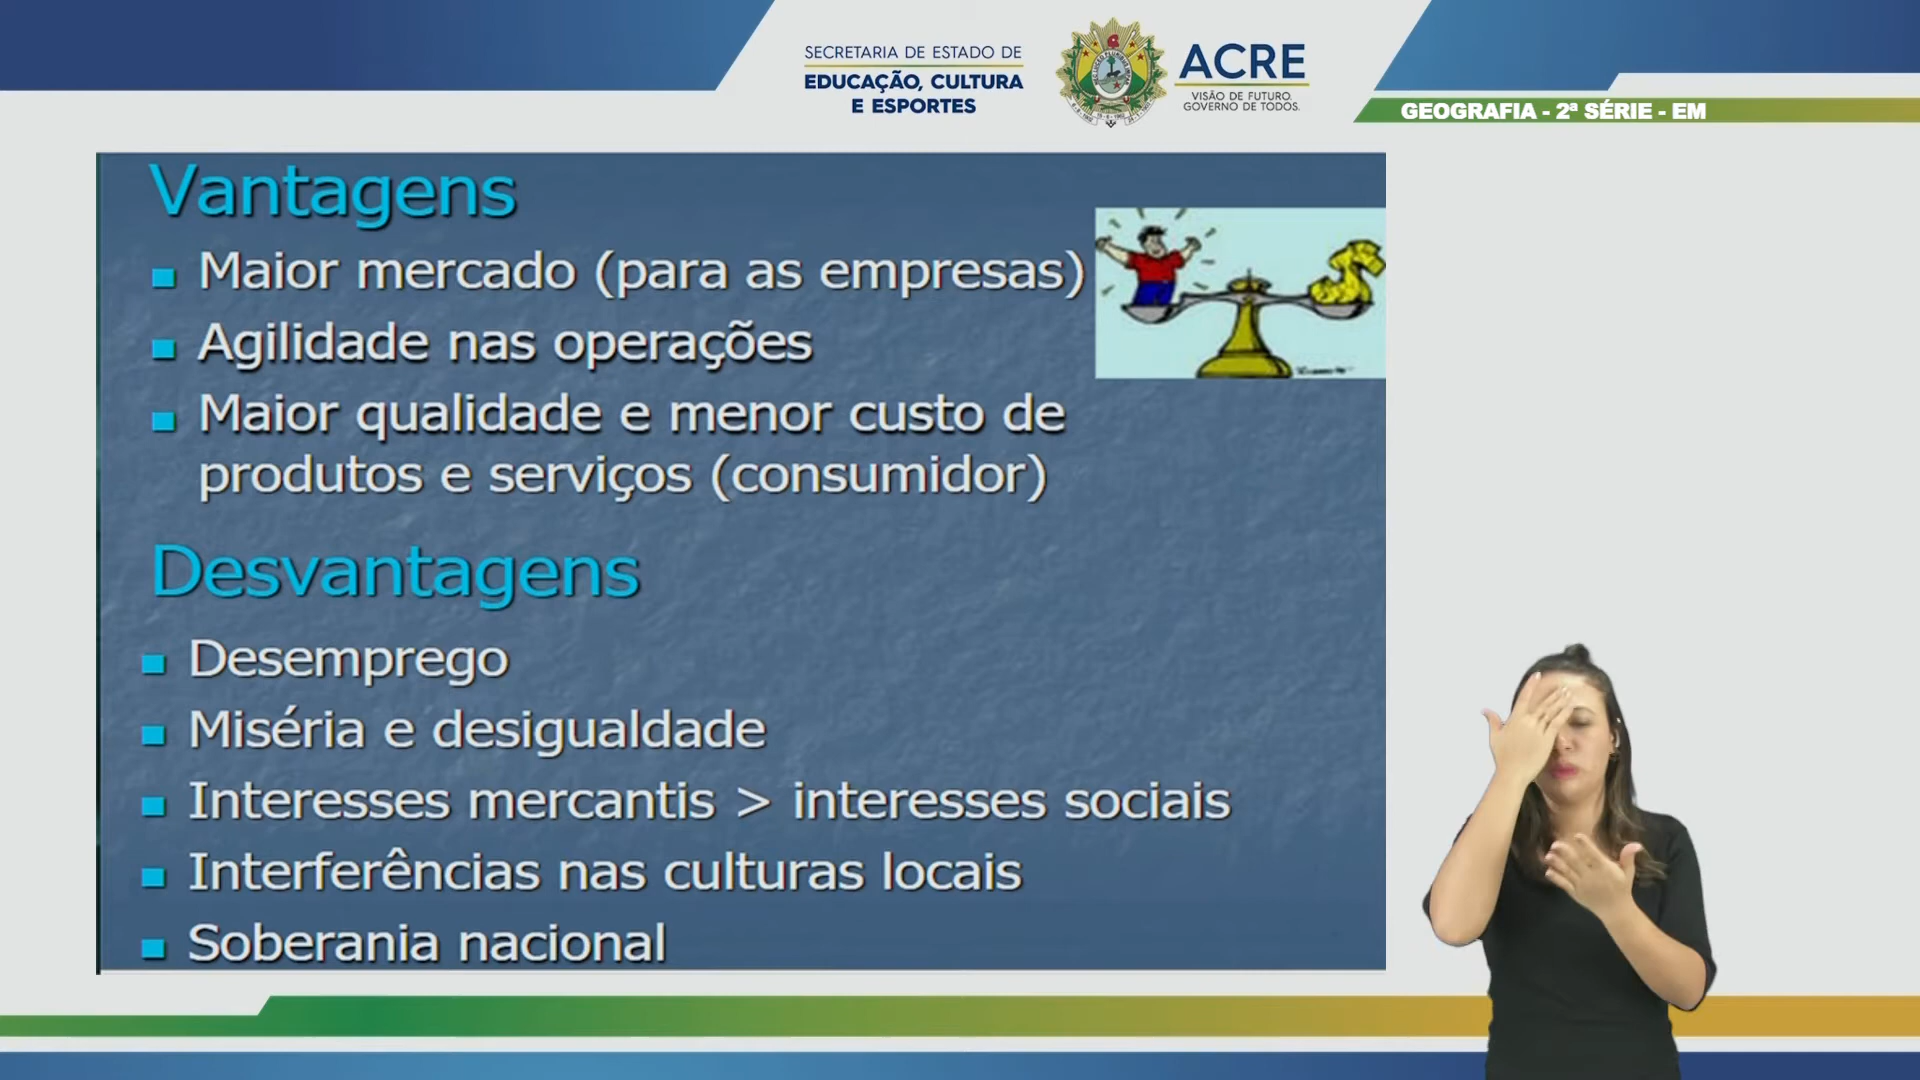 SECRETARIA DE ESTADO DE
EDUCAÇÃO, CULTURA
E ESPORTES
ACRE
VISÃO DE FUTURO.
GOVERNO DE TODOS.
GEOGRAFIA - 2ª SÉRIE - EM
Vantagens
Maior mercado (para as empresas)
Agilidade nas operações
Maior qualidade e menor custo de
produtos e serviços (consumidor)
Desvantagens
Desemprego
Miséria e desigualdade
Interesses mercantis > interesses sociais
Interferências nas culturas locais
Soberania nacional